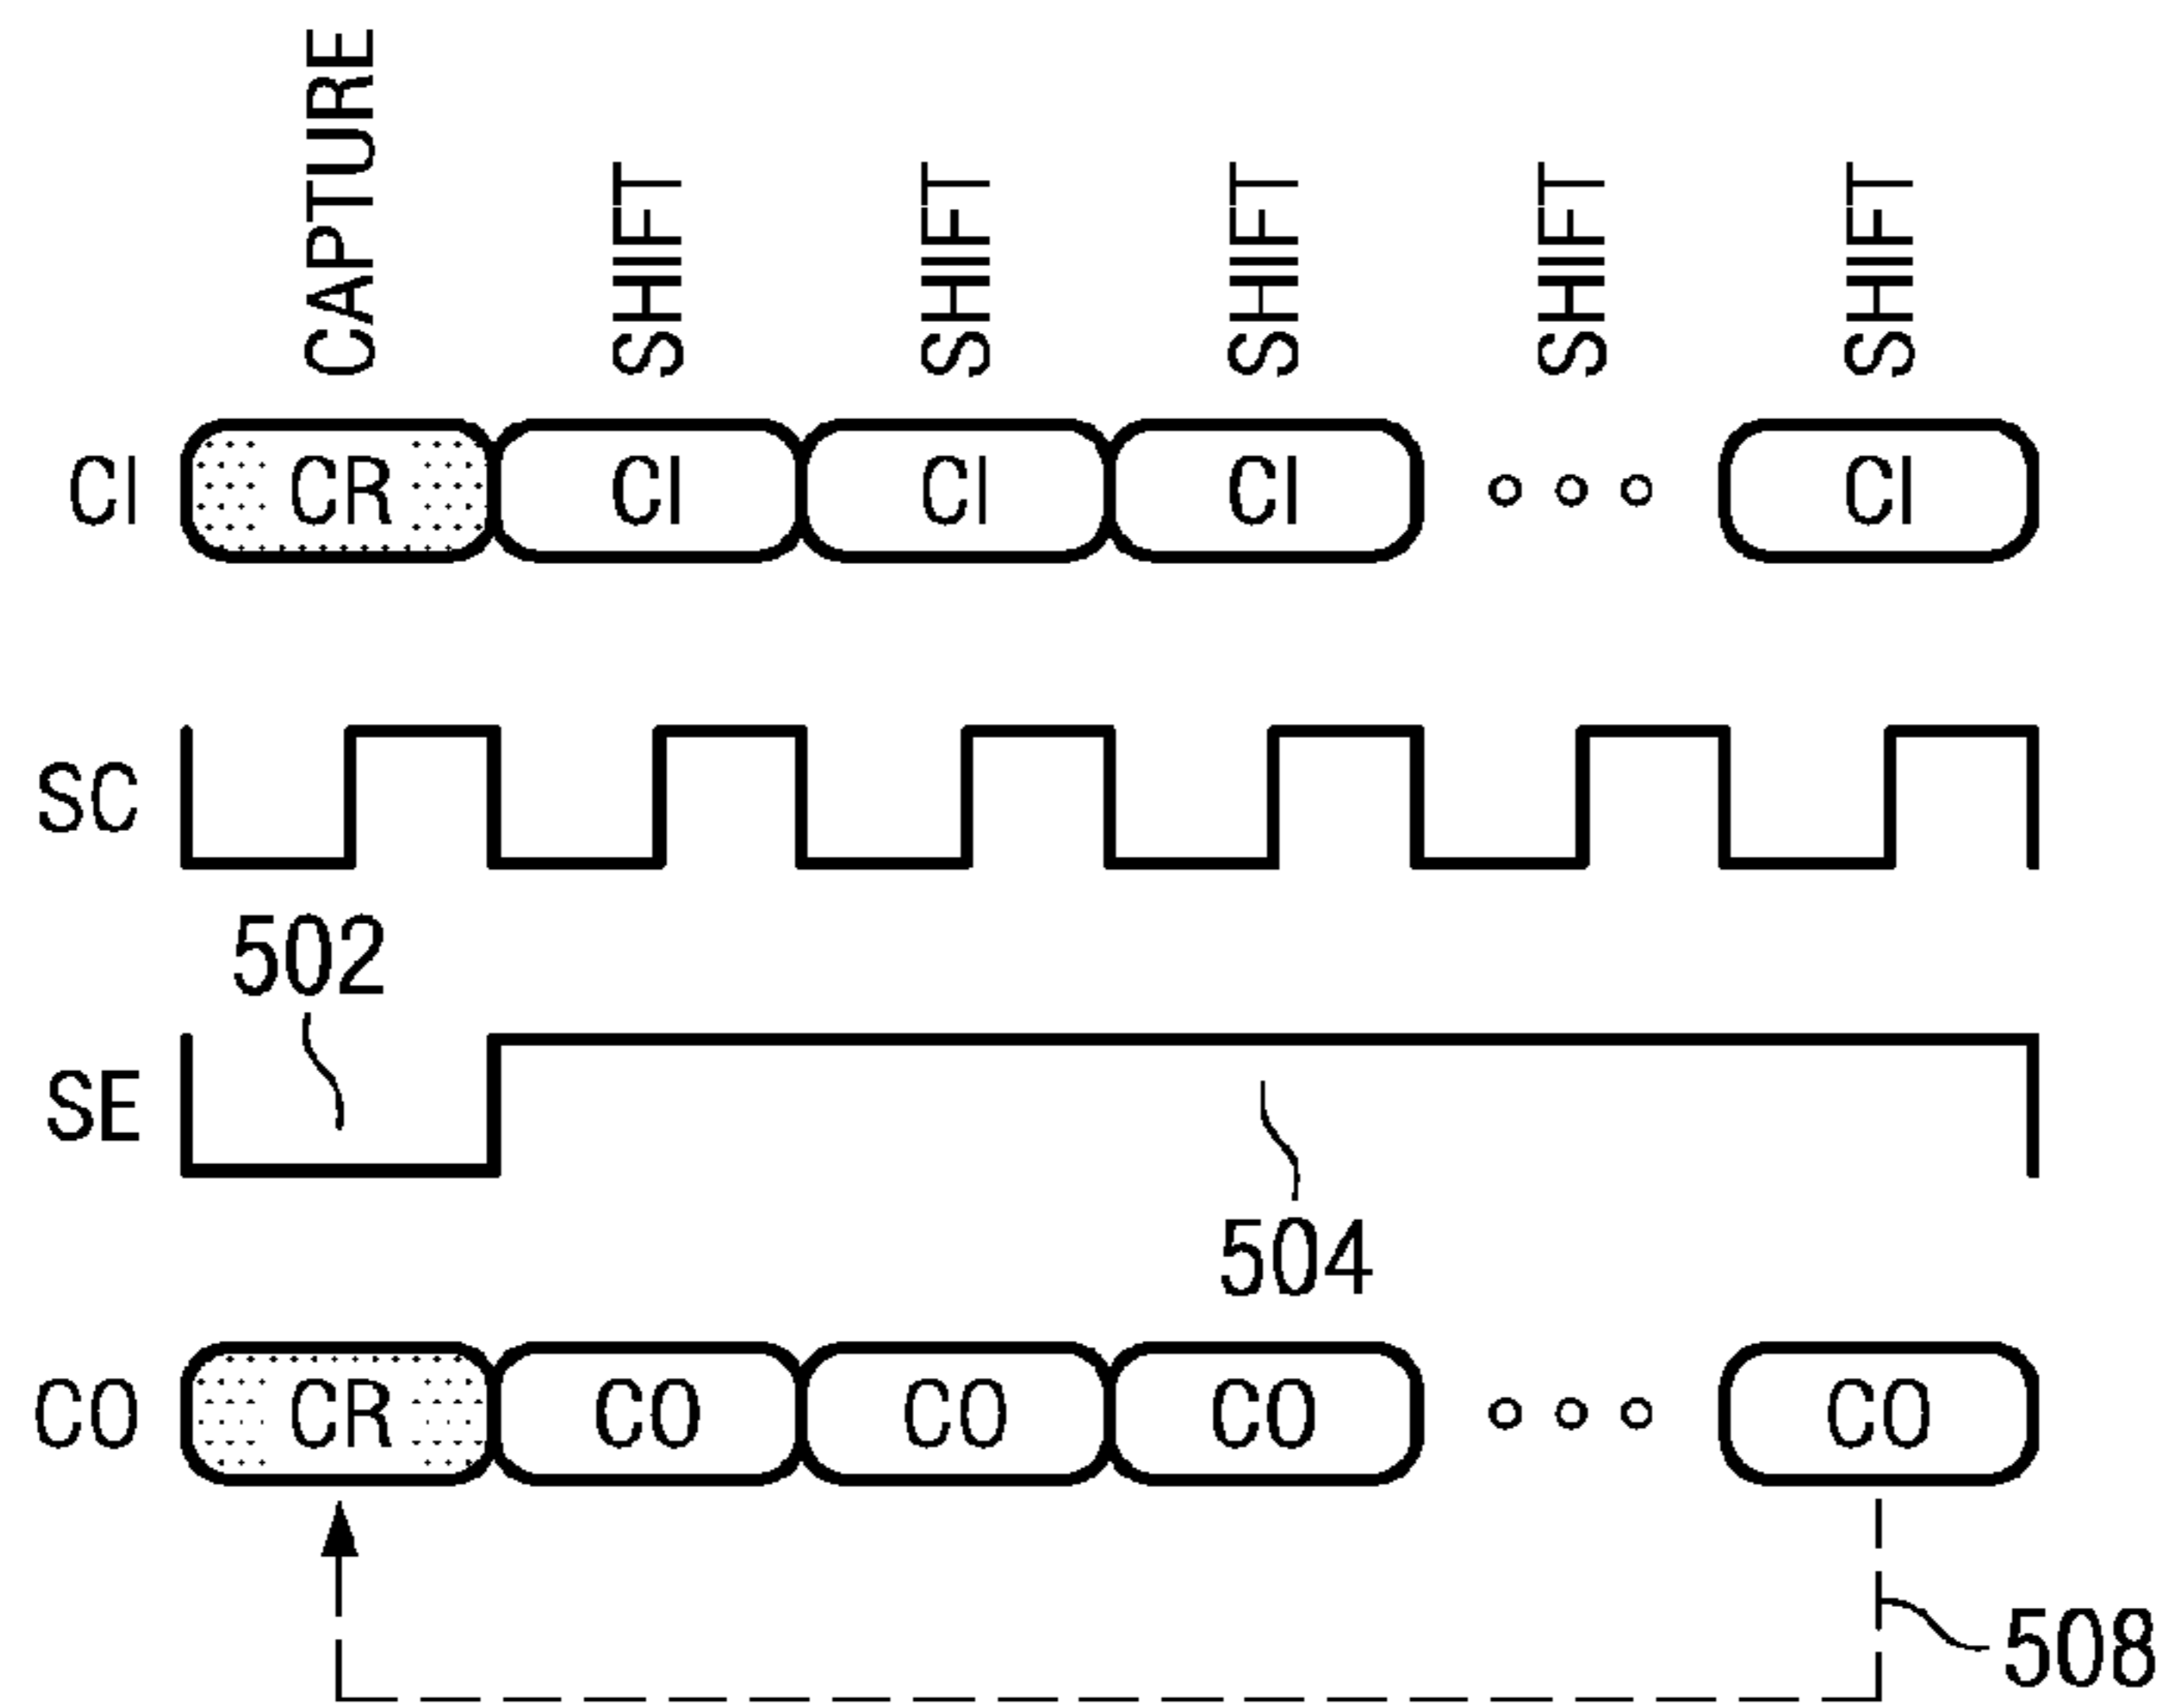 CAPTURE SHIFT SHIFT SHIFT SHIFT SHIFT
CI CR CI CI CI CI
SC
502
SE
504
CO CR CO CO CO CO
508